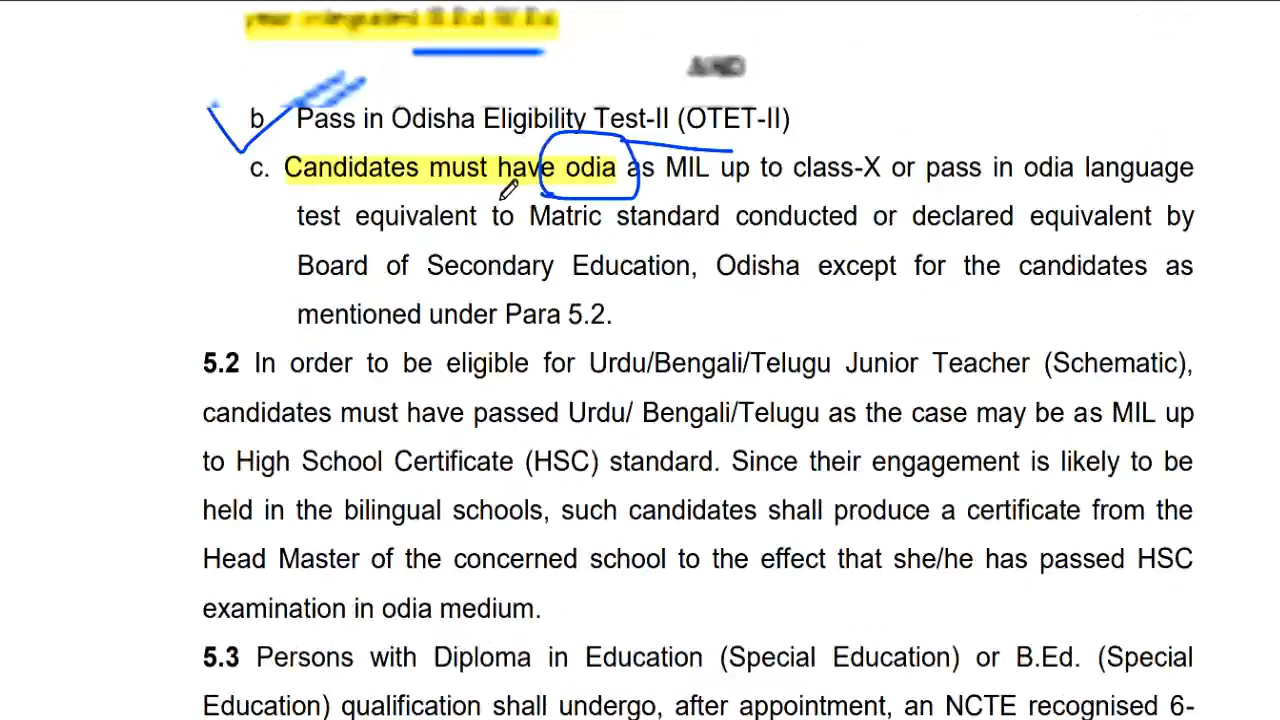 AND
b. Pass in Odisha Eligibility Test-II (OTET-II)
c. Candidates must have odia as MIL up to class-X or pass in odia language
test equivalent to Matric standard conducted or declared equivalent by
Board of Secondary Education, Odisha except for the candidates as
mentioned under Para 5.2.
5.2 In order to be eligible for Urdu/Bengali/Telugu Junior Teacher (Schematic),
candidates must have passed Urdu/ Bengali/Telugu as the case may be as MIL up
to High School Certificate (HSC) standard. Since their engagement is likely to be
held in the bilingual schools, such candidates shall produce a certificate from the
Head Master of the concerned school to the effect that she/he has passed HSC
examination in odia medium.
5.3 Persons with Diploma in Education (Special Education) or B.Ed. (Special
Education) qualification shall undergo, after appointment, an NCTE recognised 6-